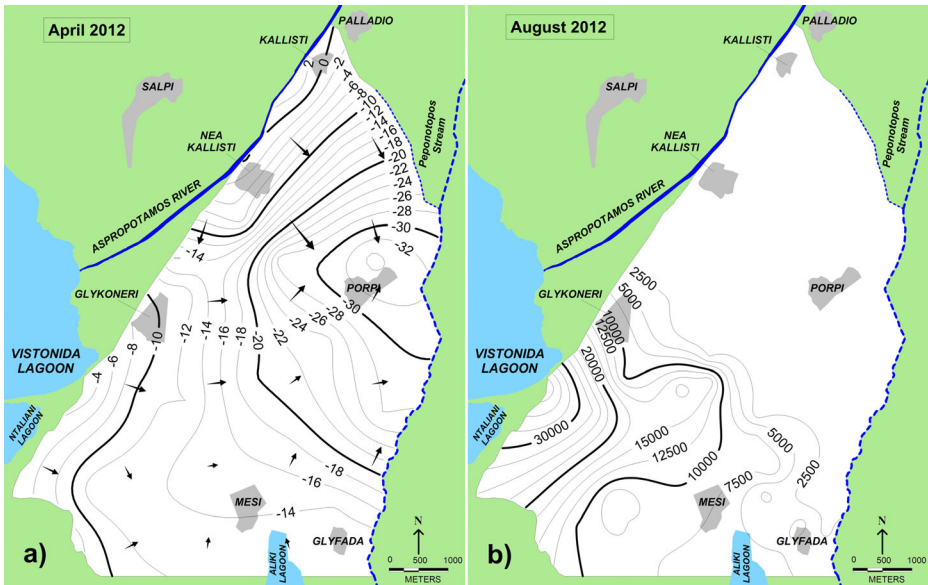 April 2012
PALLADIO
KALLISTI
2
0
-2
-4
-6
-8
-10
-12
-14
-16
-18
-20
-22
-24
-26
-28
-30
-32
SALPI
NEA
KALLISTI
Peponotopos
Stream
ASPROPOTAMOS RIVER
-14
GLYKONERI
PORPI
-30
-28
-26
-24
-22
-20
-18
-16
-14
-12
-10
-8
-6
-4
VISTONIDA
LAGOON
NTALIANI
LAGOON
-18
-16
MESI
-14
GLYFADA
ALIKI
LAGOON
N
0 500 1000
METERS
a)
August 2012
PALLADIO
KALLISTI
SALPI
NEA
KALLISTI
Peponotopos
Stream
ASPROPOTAMOS RIVER
2500
5000
GLYKONERI
PORPI
10000
12500
20000
VISTONIDA
LAGOON
NTALIANI
LAGOON
30000
15000
12500
10000
5000
7500
2500
MESI
GLYFADA
ALIKI
LAGOON
N
0 500 1000
METERS
b)